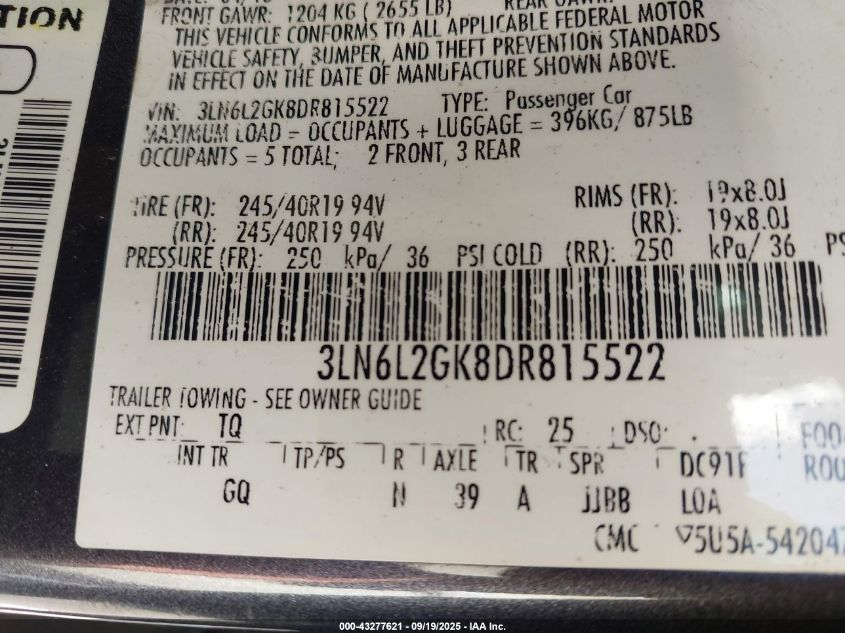 TION
FRONT GAWR: 1204 KG ( 2655 LB)
THIS VEHICLE CONFORMS TO ALL APPLICABLE FEDERAL MOTOR
VEHICLE SAFETY, BUMPER, AND THEFT PREVENTION STANDARDS
IN EFFECT ON THE DATE OF MANUFACTURE SHOWN ABOVE.
VIN: 3LN6L2GK8DR815522 TYPE: Passenger Car
MAXIMUM LOAD = OCCUPANTS + LUGGAGE = 396KG/ 875LB
OCCUPANTS = 5 TOTAL; 2 FRONT, 3 REAR
TIRE (FR): 245/40R19 94V RIMS (FR): 19x8.0J
(RR): 245/40R19 94V (RR): 19x8.0J
PRESSURE (FR): 250 kPa/ 36 PSI COLD (RR): 250 kPa/ 36 PS
3LN6L2GK8DR815522
TRAILER TOWING - SEE OWNER GUIDE
EXT PNT: TQ RC: 25 DSO:
INT TR TP/PS R AXLE TR SPR
GQ N 39 A JJBB LOA
CMC 5U5A-54204
000-43277621 - 09/19/2025 - IAA Inc.